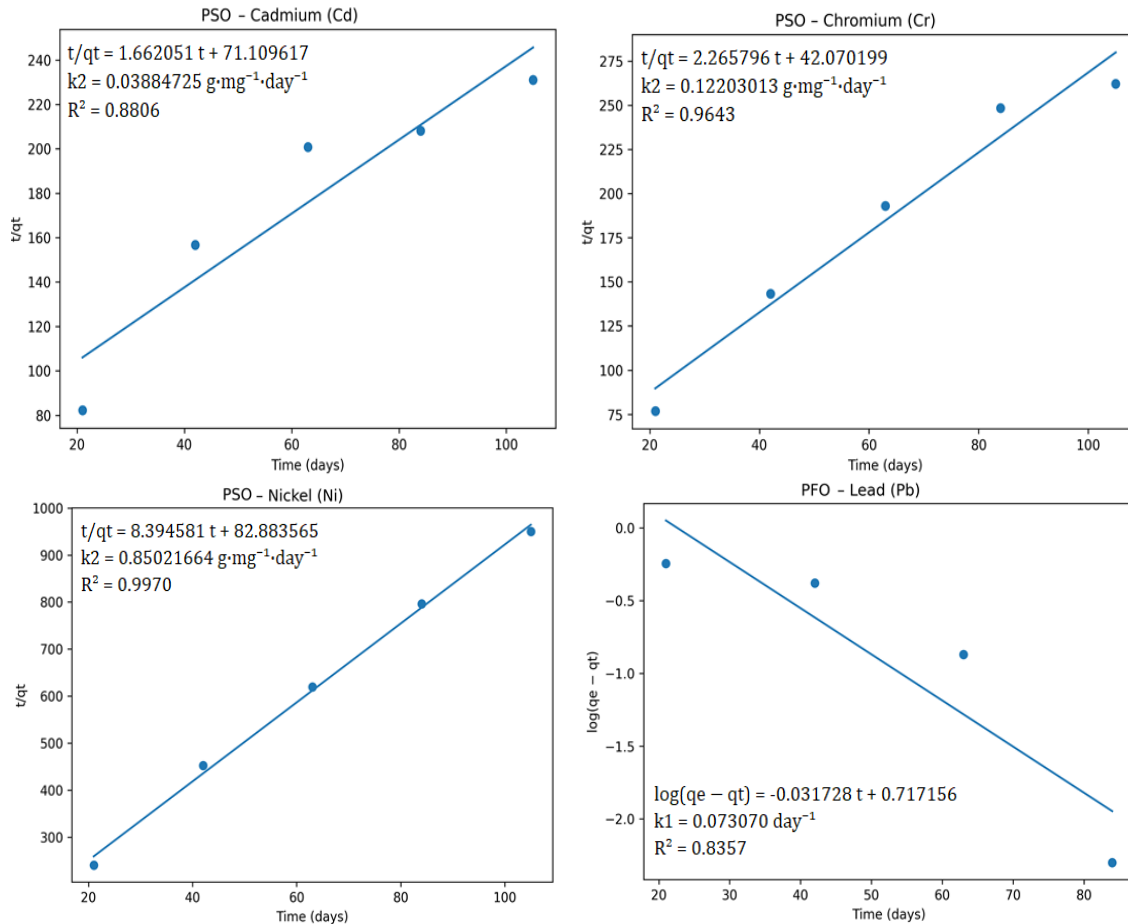 PSO – Cadmium (Cd)
t/qt = 1.662051 t + 71.109617
k2 = 0.03884725 g·mg⁻¹·day⁻¹
R² = 0.8806
240
220
200
180
160
140
120
100
80
t/qt
20
40
60
80
100
Time (days)
PSO – Chromium (Cr)
t/qt = 2.265796 t + 42.070199
k2 = 0.12203013 g·mg⁻¹·day⁻¹
R² = 0.9643
275
250
225
200
175
150
125
100
75
t/qt
20
40
60
80
100
Time (days)
PSO – Nickel (Ni)
t/qt = 8.394581 t + 82.883565
k2 = 0.85021664 g·mg⁻¹·day⁻¹
R² = 0.9970
1000
900
800
700
600
500
400
300
t/qt
20
40
60
80
100
Time (days)
PFO – Lead (Pb)
0.0
−0.5
−1.0
−1.5
−2.0
log(qe − qt)
log(qe − qt) = -0.031728 t + 0.717156
k1 = 0.073070 day⁻¹
R² = 0.8357
20
30
40
50
60
70
80
Time (days)